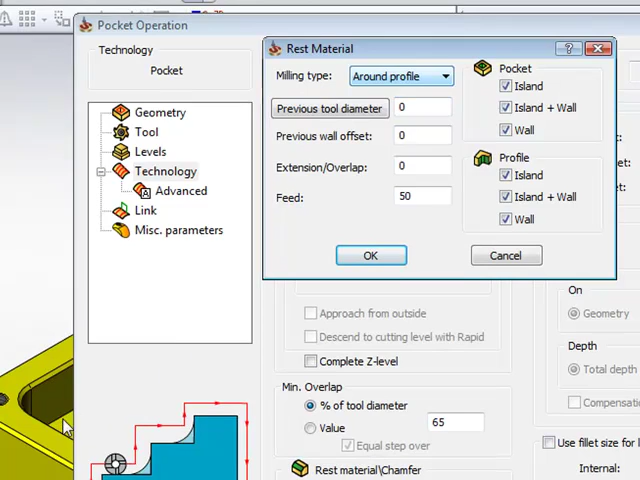 Pocket Operation
Technology
Pocket
Geometry
Tool
Levels
Technology
Advanced
Link
Misc. parameters
Rest Material
Milling type:
Around profile
Previous tool diameter
0
Previous wall offset:
0
Extension/Overlap:
0
Feed:
50
Pocket
Island
Island + Wall
Wall
Profile
Island
Island + Wall
Wall
OK
Cancel
Approach from outside
Descend to cutting level with Rapid
Complete Z-level
Min. Overlap
% of tool diameter
65
Value
Equal step over
Rest material\Chamfer
On
Geometry
Depth
Total depth
Compensatio
Use fillet size for l
Internal: